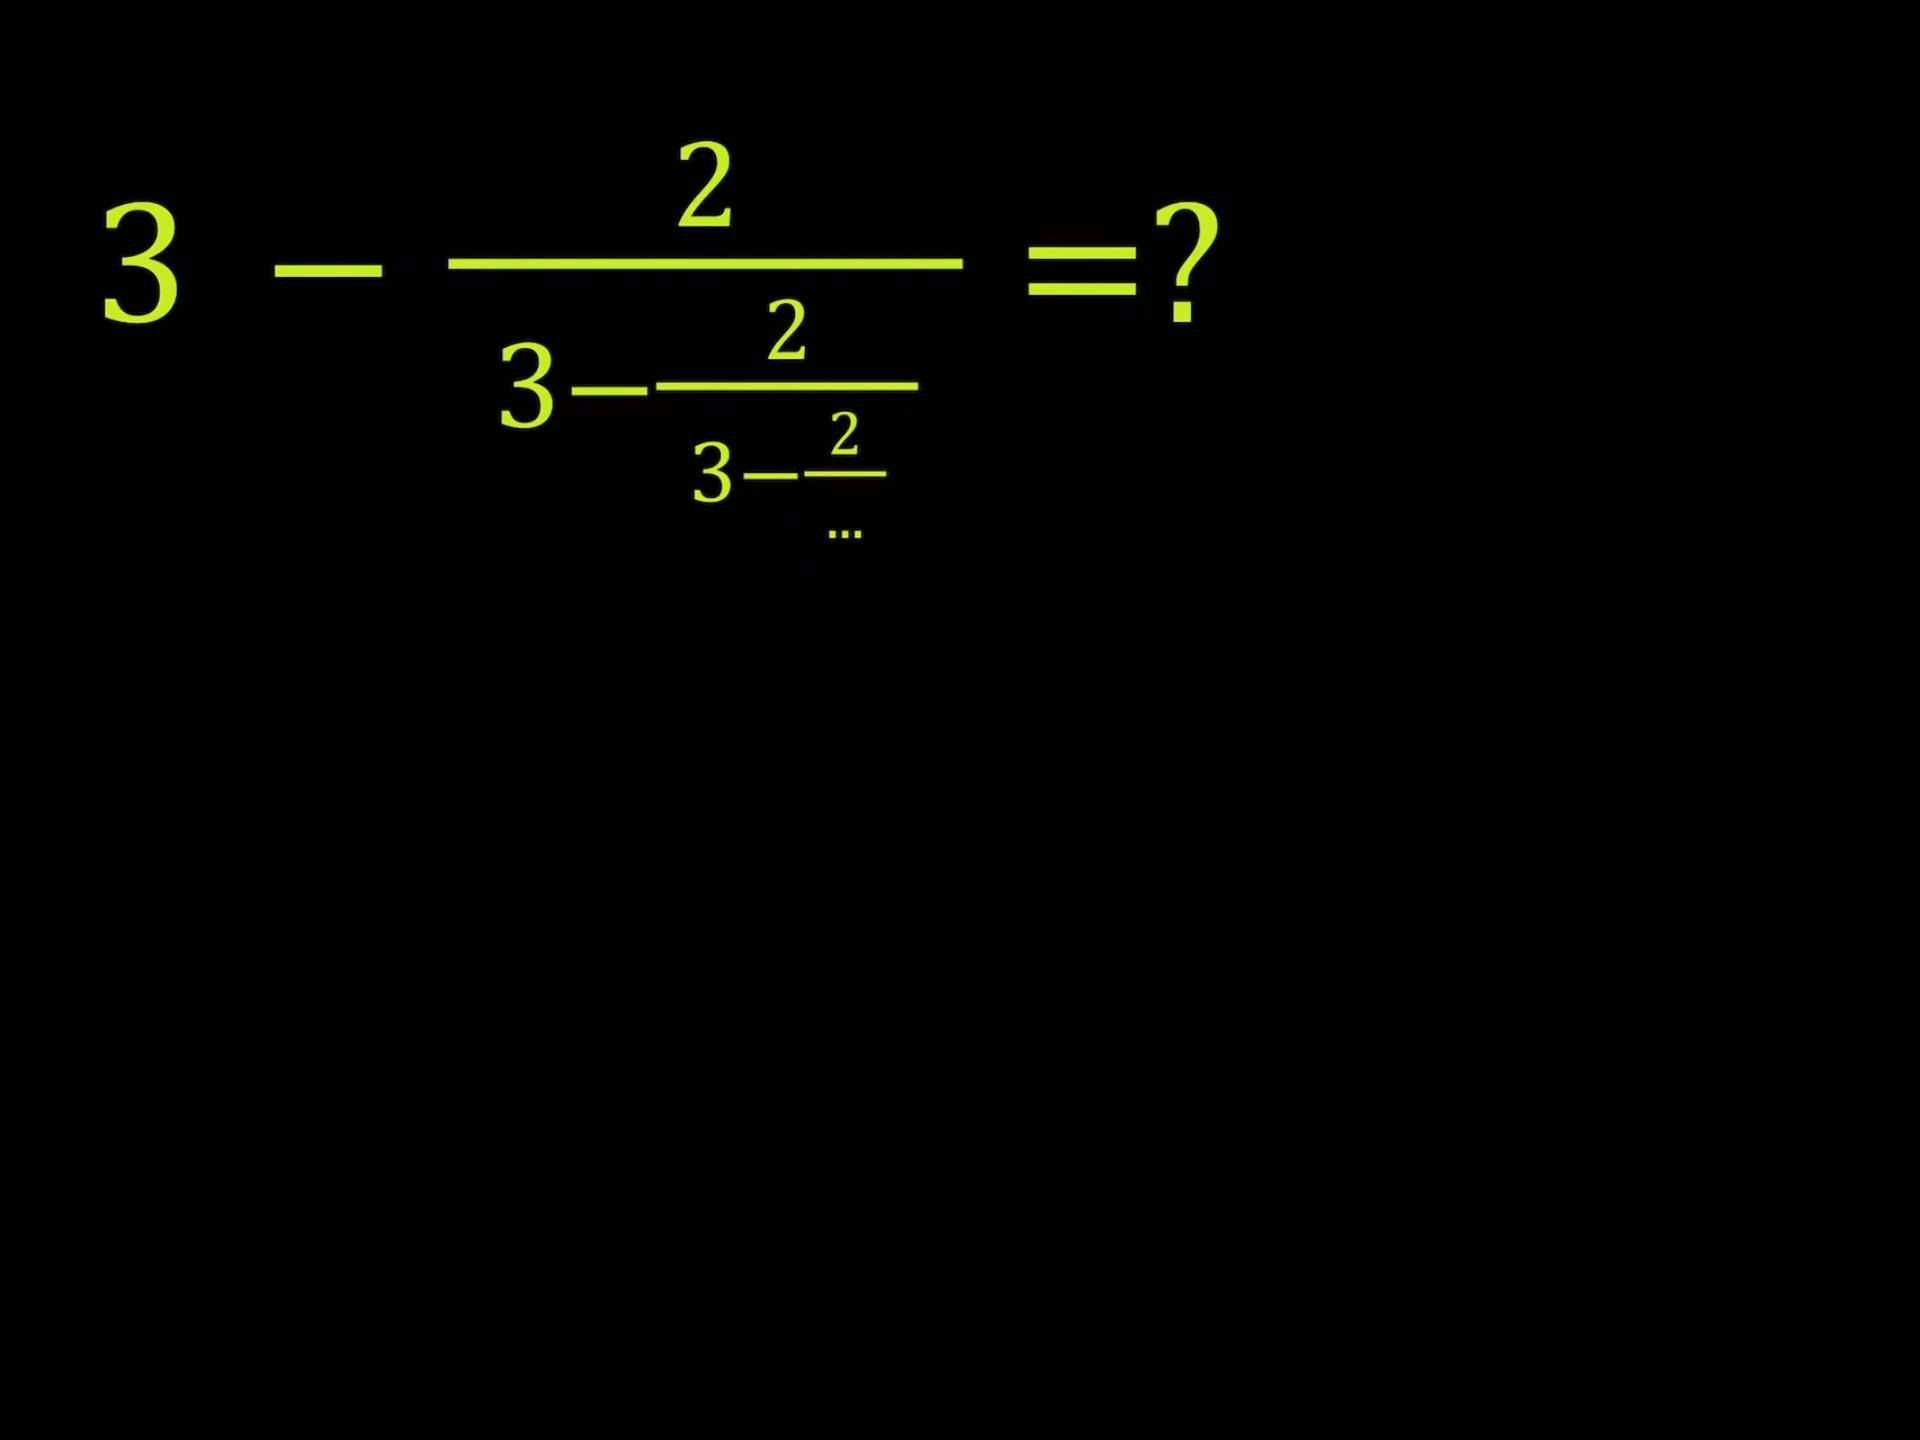 3 − 2 / (3 − 2 / (3 − 2 / ...)) =?